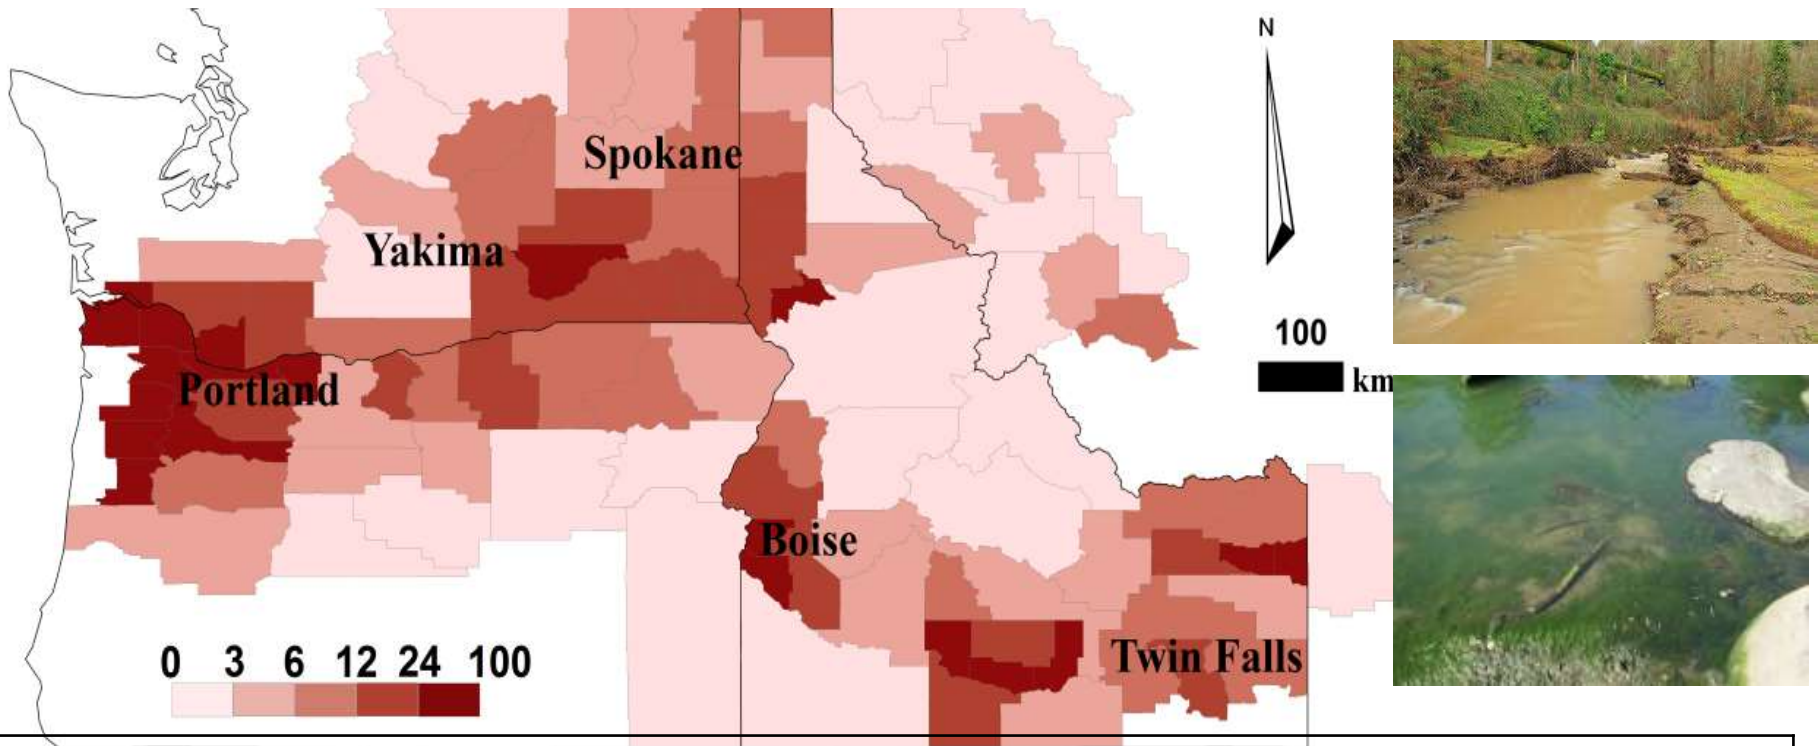 N
Spokane
Yakima
100
km
Portland
Boise
Twin Falls
0 3 6 12 24 100